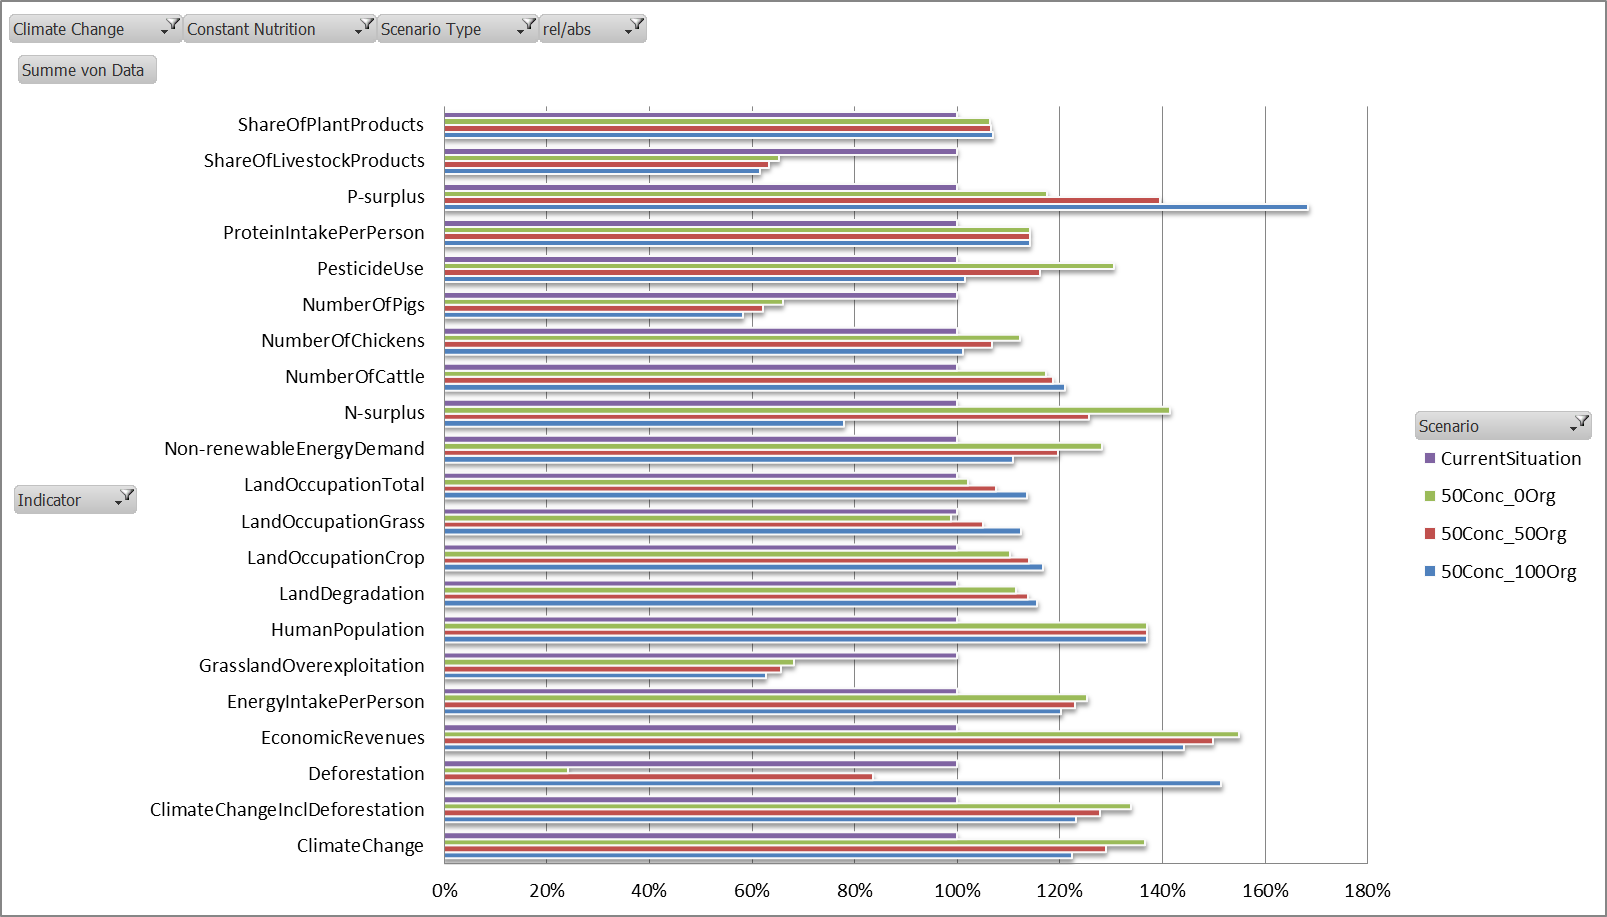 Climate Change Constant Nutrition Scenario Type rel/abs
Summe von Data
ShareOfPlantProducts
ShareOfLivestockProducts
P-surplus
ProteinIntakePerPerson
PesticideUse
NumberOfPigs
NumberOfChickens
NumberOfCattle
N-surplus
Non-renewableEnergyDemand
LandOccupationTotal
LandOccupationGrass
LandOccupationCrop
LandDegradation
HumanPopulation
GrasslandOverexploitation
EnergyIntakePerPerson
EconomicRevenues
Deforestation
ClimateChangeInclDeforestation
ClimateChange
Indicator
0% 20% 40% 60% 80% 100% 120% 140% 160% 180%
Scenario
CurrentSituation
50Conc_0Org
50Conc_50Org
50Conc_100Org